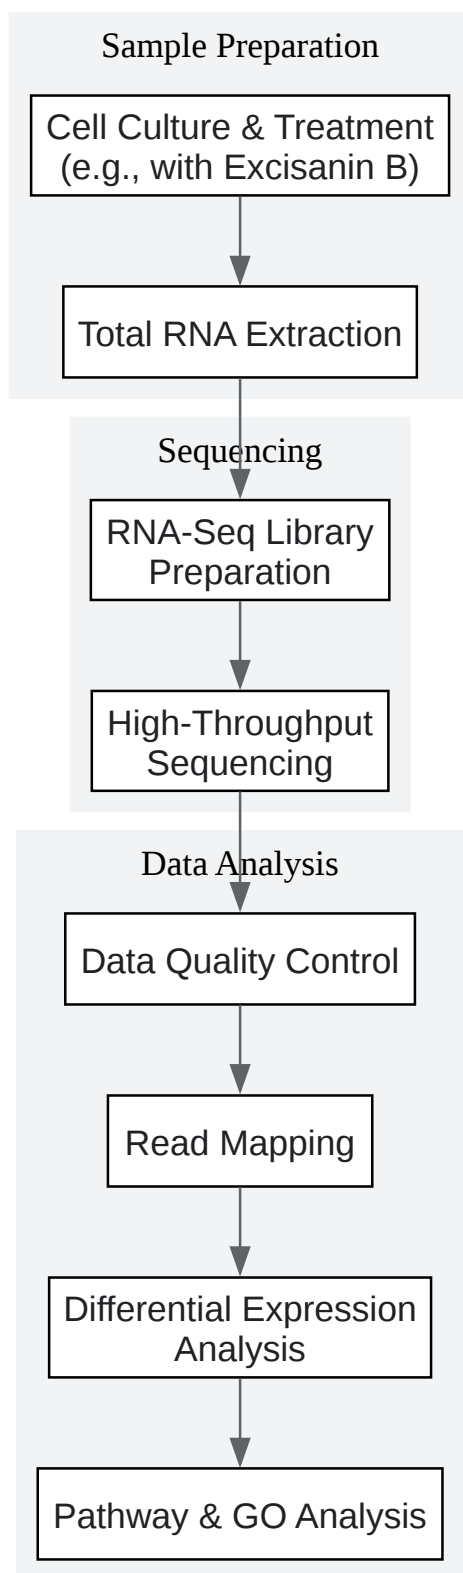 Sample Preparation
Cell Culture & Treatment
(e.g., with Excisanin B)
Total RNA Extraction
Sequencing
RNA-Seq Library
Preparation
High-Throughput
Sequencing
Data Analysis
Data Quality Control
Read Mapping
Differential Expression
Analysis
Pathway & GO Analysis